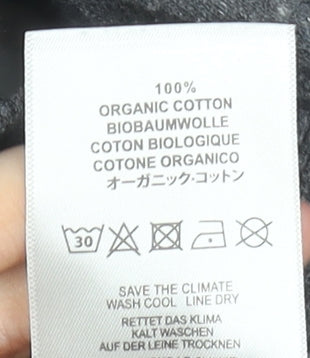 100%
ORGANIC COTTON
BIOBAUMWOLLE
COTON BIOLOGIQUE
COTONE ORGANICO
オーガニック・コットン
30
SAVE THE CLIMATE
WASH COOL LINE DRY
RETTET DAS KLIMA
KALT WASCHEN
AUF DER LEINE TROCKNEN